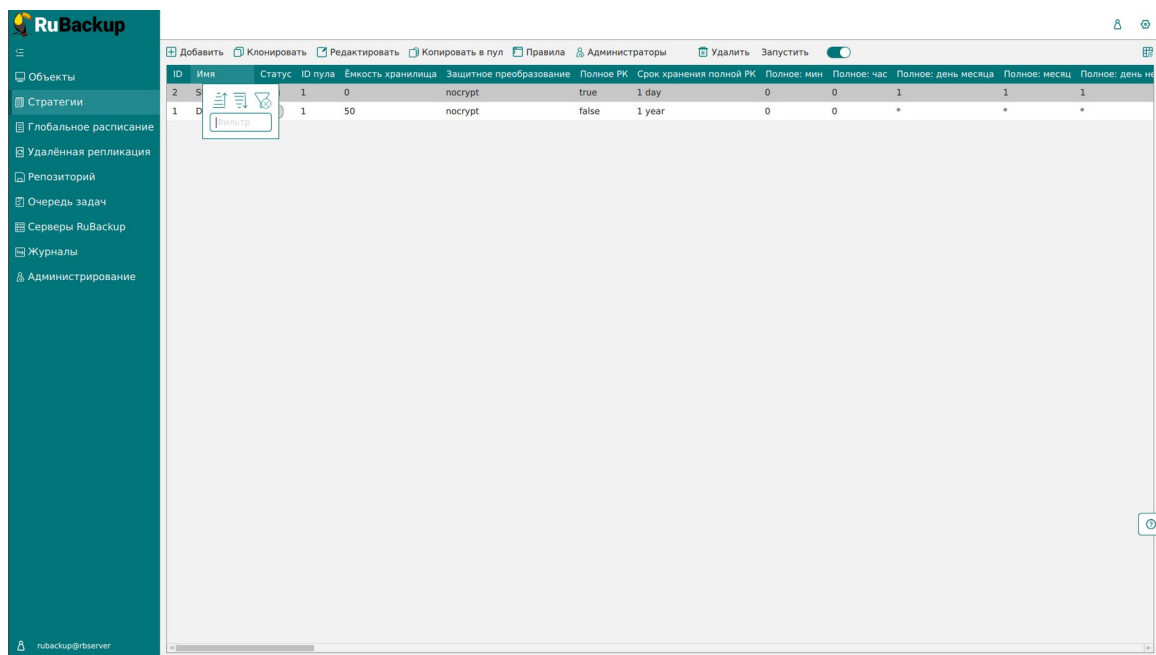 RuBackup
Добавить Клонировать Редактировать Копировать в пул Правила Администраторы Удалить Запустить
Объекты
Стратегии
Глобальное расписание
Удалённая репликация
Репозиторий
Очередь задач
Серверы RuBackup
Журналы
Администрирование
ID Имя Статус ID пула Ёмкость хранилища Защитное преобразование Полное РК Срок хранения полной РК Полное: мин Полное: час Полное: день месяца Полное: месяц Полное: день не
2 S 1 0 nocrypt true 1 day 0 0 1 1 1
1 D 1 50 nocrypt false 1 year 0 0 * * *
Фильтр
rubackup@rbserver